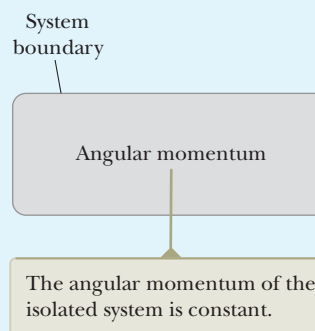 System
boundary
Angular momentum
The angular momentum of the
isolated system is constant.